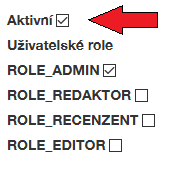 Aktivní
Uživatelské role
ROLE_ADMIN
ROLE_REDAKTOR
ROLE_RECENZENT
ROLE_EDITOR